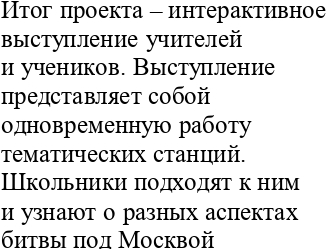 Итог проекта – интерактивное
выступление учителей
и учеников. Выступление
представляет собой
одновременную работу
тематических станций.
Школьники подходят к ним
и узнают о разных аспектах
битвы под Москвой